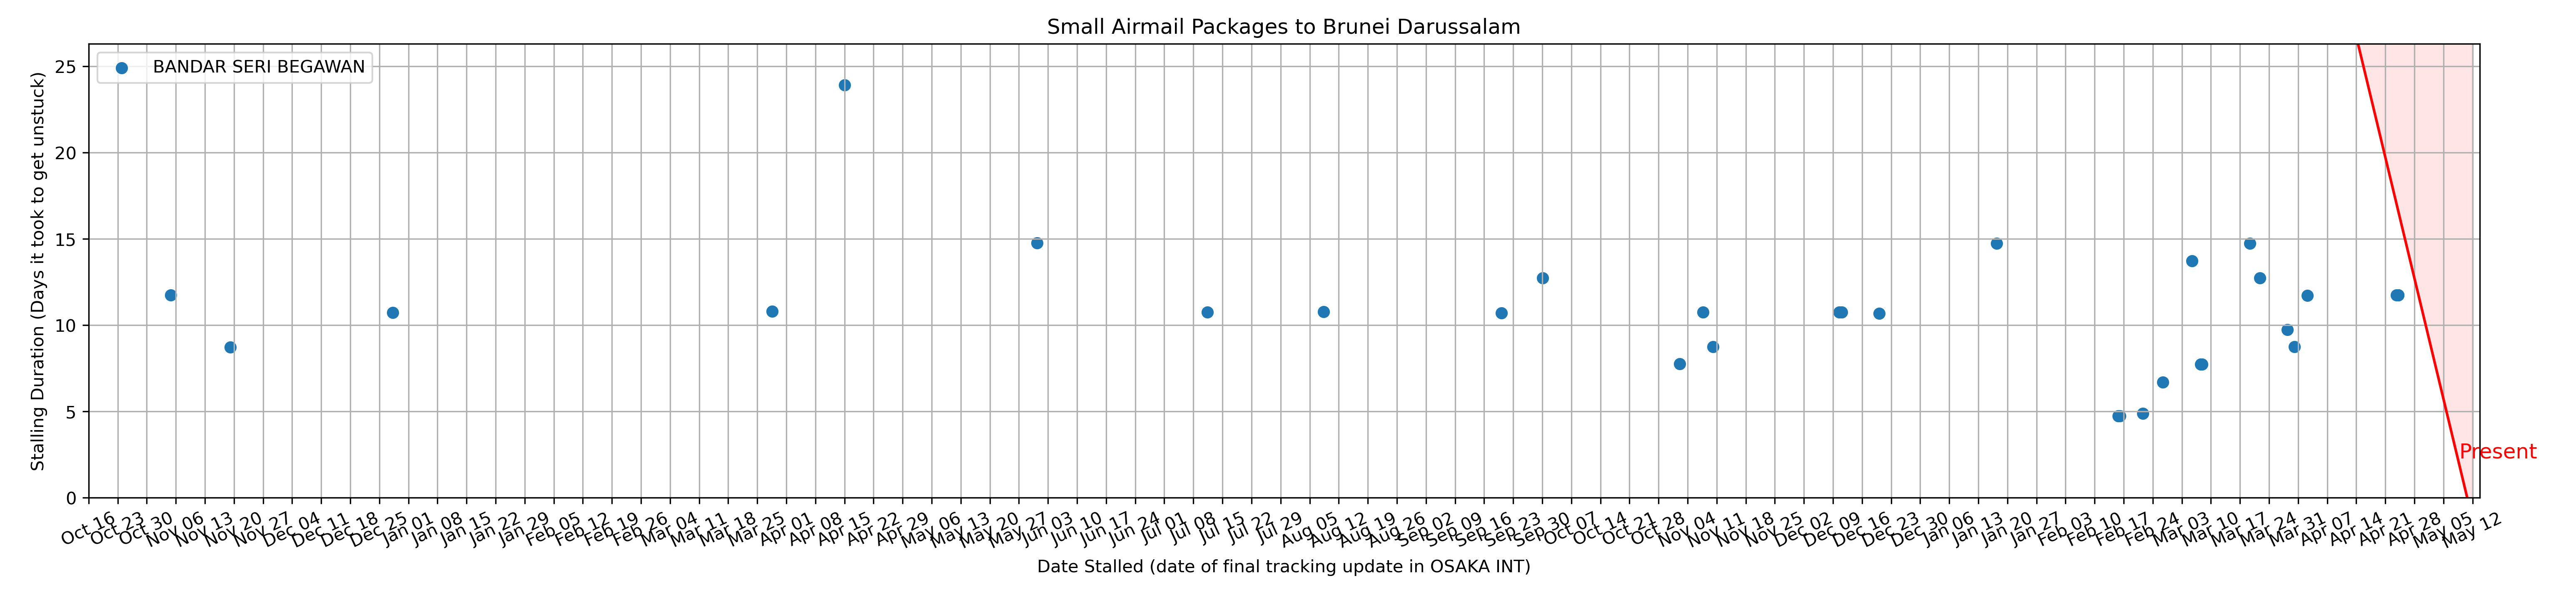 Small Airmail Packages to Brunei Darussalam
BANDAR SERI BEGAWAN
Stalling Duration (Days it took to get unstuck)
25
20
15
10
5
0
Present
Oct 16
Oct 23
Oct 30
Nov 06
Nov 13
Nov 20
Nov 27
Dec 04
Dec 11
Dec 18
Dec 25
Jan 01
Jan 08
Jan 15
Jan 22
Jan 29
Feb 05
Feb 12
Feb 19
Feb 26
Mar 04
Mar 11
Mar 18
Mar 25
Apr 01
Apr 08
Apr 15
Apr 22
Apr 29
May 06
May 13
May 20
May 27
Jun 03
Jun 10
Jun 17
Jun 24
Jul 01
Jul 08
Jul 15
Jul 22
Jul 29
Aug 05
Aug 12
Aug 19
Aug 26
Sep 02
Sep 09
Sep 16
Sep 23
Sep 30
Oct 07
Oct 14
Oct 21
Oct 28
Nov 04
Nov 11
Nov 18
Nov 25
Dec 02
Dec 09
Dec 16
Dec 23
Dec 30
Jan 06
Jan 13
Jan 20
Jan 27
Feb 03
Feb 10
Feb 17
Feb 24
Mar 03
Mar 10
Mar 17
Mar 24
Mar 31
Apr 07
Apr 14
Apr 21
Apr 28
May 05
May 12
Date Stalled (date of final tracking update in OSAKA INT)